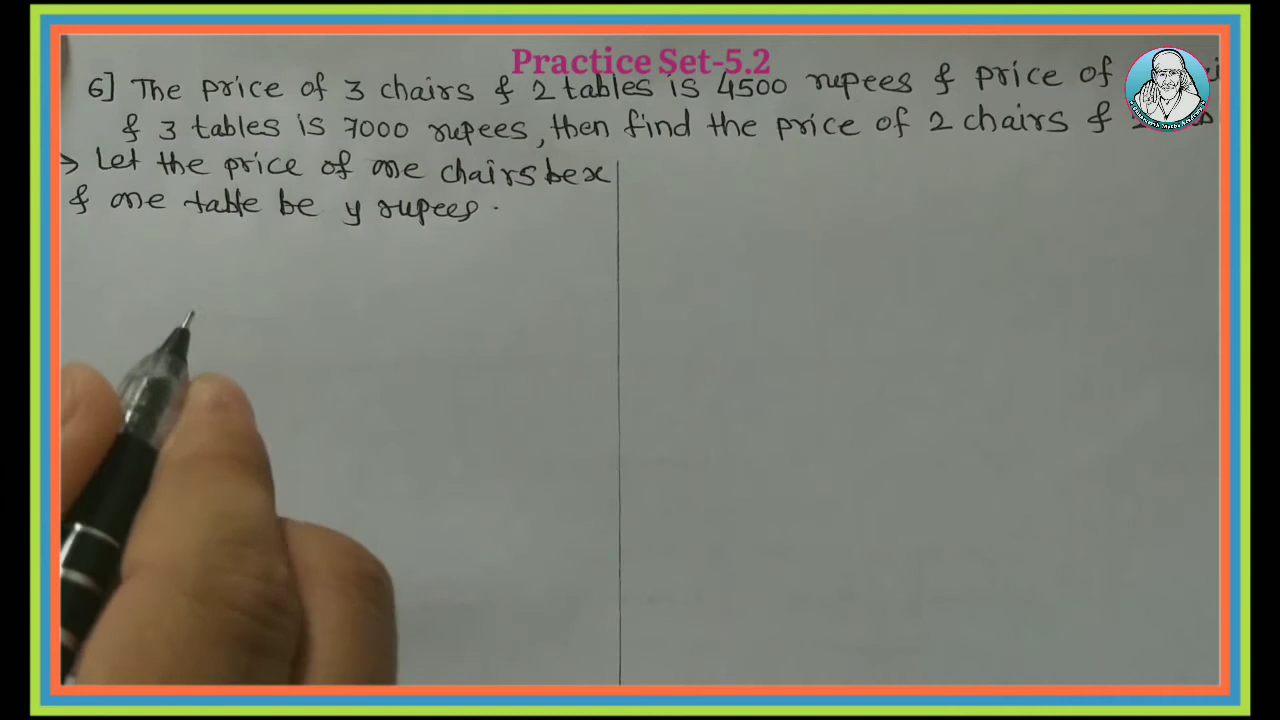 Practice Set-5.2
6] The price of 3 chairs & 2 tables is 4500 rupees & price of
& 3 tables is 7000 rupees, then find the price of 2 chairs &
→ Let the price of one chairs be x
& one table be y rupees.